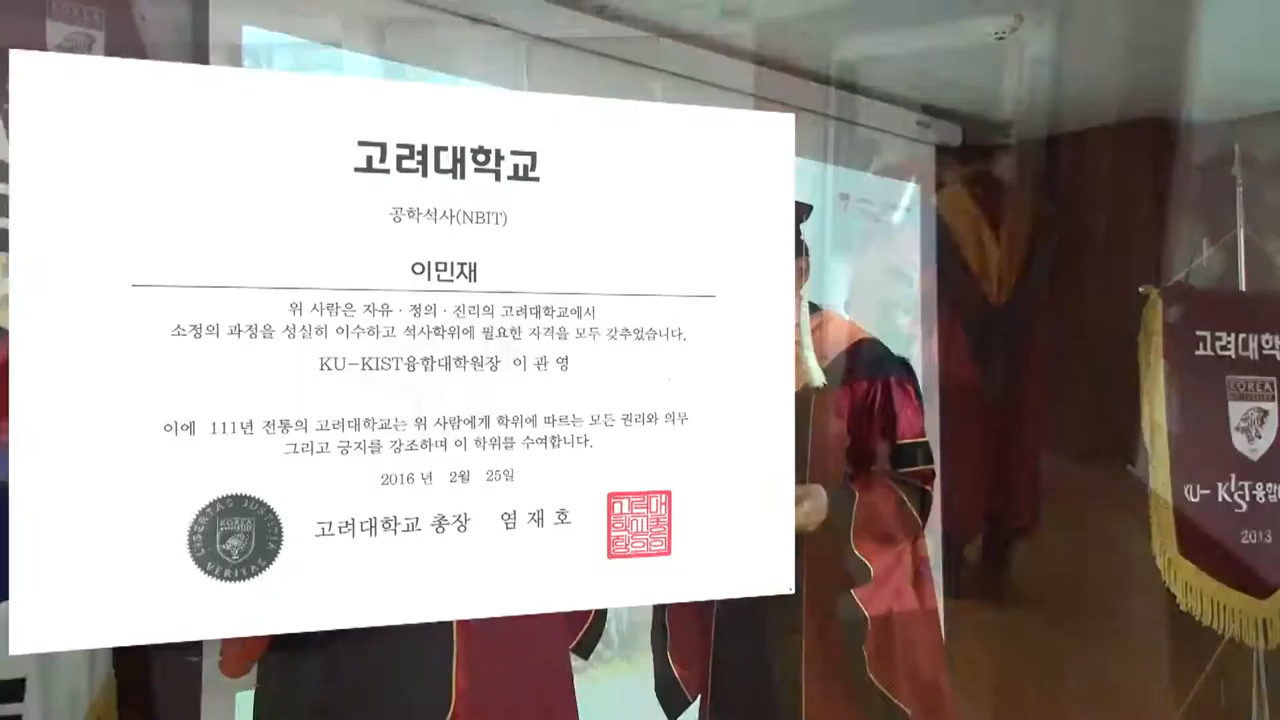 고려대학교
공학석사(NBIT)
이민재
위 사람은 자유 · 정의 · 진리의 고려대학교에서
소정의 과정을 성실히 이수하고 석사학위에 필요한 자격을 모두 갖추었습니다.
KU-KIST융합대학원장 이 관 영
이에 111년 전통의 고려대학교는 위 사람에게 학위에 따르는 모든 권리와 의무
그리고 긍지를 강조하며 이 학위를 수여합니다.
2016 년 2월 25일
고려대학교 총장 염 재 호
LIBERTAS JUSTITIA VERITAS
KOREA
고려대학
KOREA
KU-KIST융합
2013